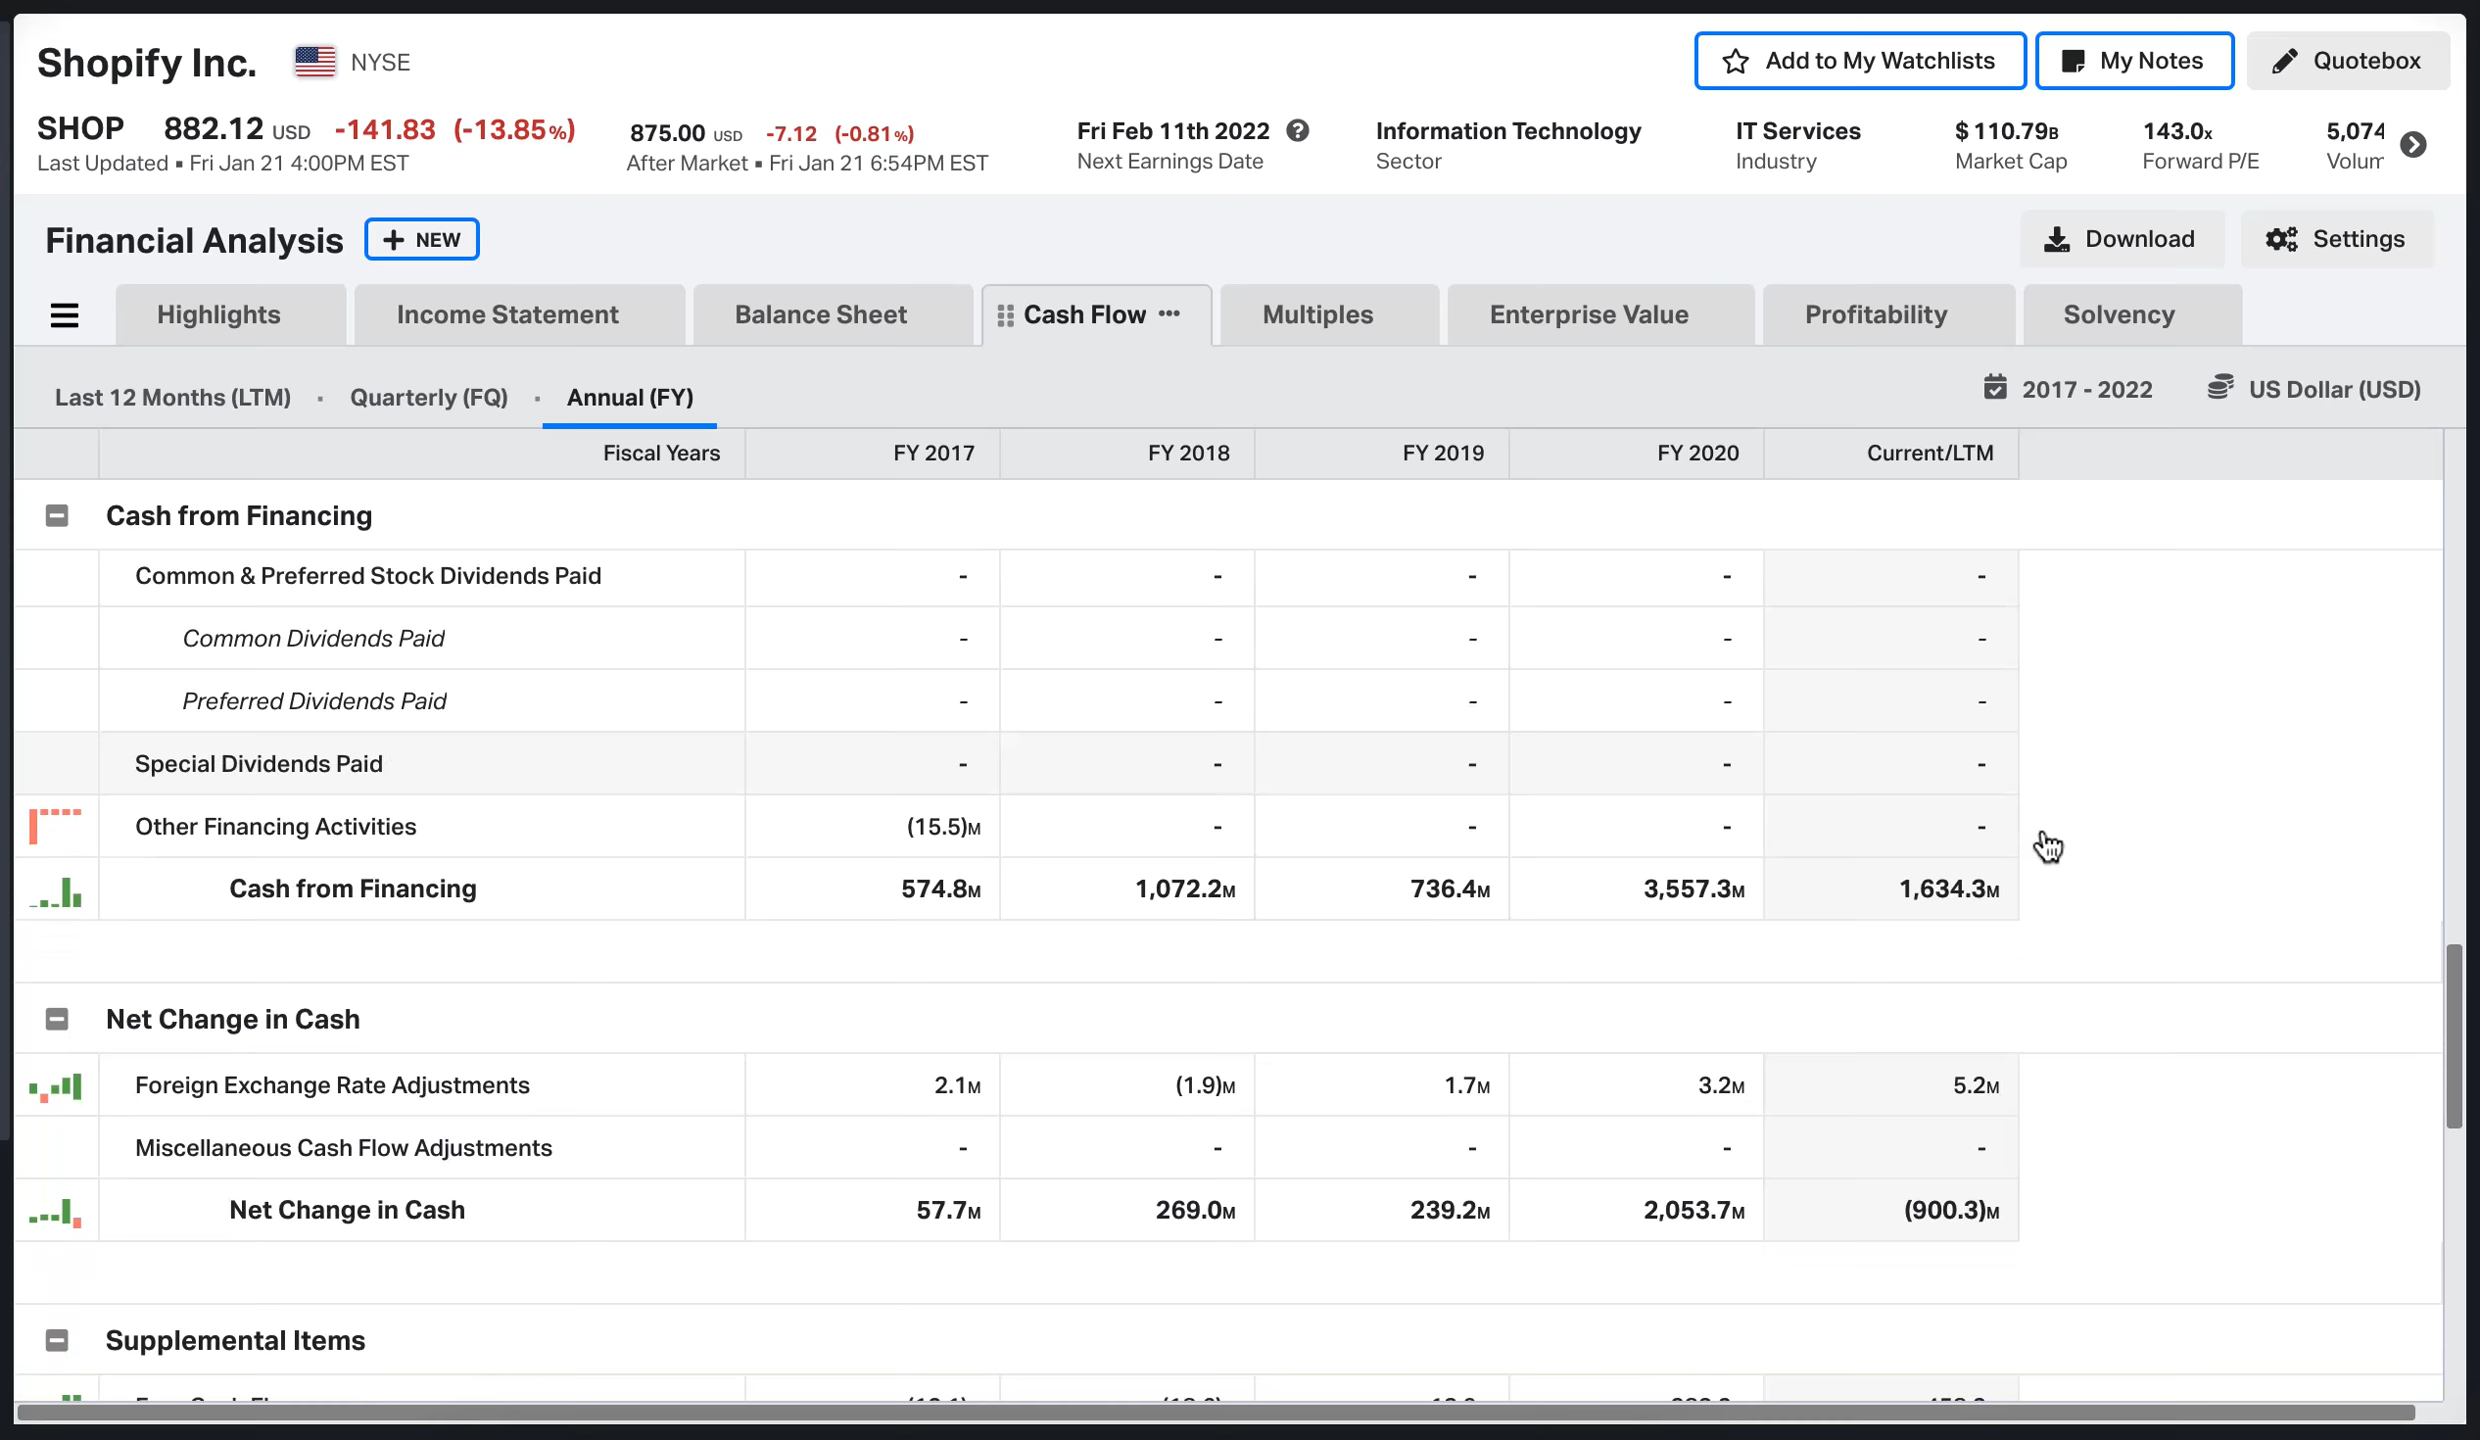 Shopify Inc. NYSE
Add to My Watchlists My Notes Quotebox
SHOP 882.12 USD -141.83 (-13.85%) 875.00 USD -7.12 (-0.81%) Fri Feb 11th 2022 Information Technology IT Services $ 110.79B 143.0x 5,074
Last Updated ▪ Fri Jan 21 4:00PM EST After Market ▪ Fri Jan 21 6:54PM EST Next Earnings Date Sector Industry Market Cap Forward P/E Volum
Financial Analysis + NEW Download Settings
Highlights Income Statement Balance Sheet Cash Flow ••• Multiples Enterprise Value Profitability Solvency
Last 12 Months (LTM) · Quarterly (FQ) · Annual (FY) 2017 - 2022 US Dollar (USD)
Fiscal Years FY 2017 FY 2018 FY 2019 FY 2020 Current/LTM
Cash from Financing
Common & Preferred Stock Dividends Paid - - - - -
Common Dividends Paid - - - - -
Preferred Dividends Paid - - - - -
Special Dividends Paid - - - - -
Other Financing Activities (15.5)M - - - -
Cash from Financing 574.8M 1,072.2M 736.4M 3,557.3M 1,634.3M
Net Change in Cash
Foreign Exchange Rate Adjustments 2.1M (1.9)M 1.7M 3.2M 5.2M
Miscellaneous Cash Flow Adjustments - - - - -
Net Change in Cash 57.7M 269.0M 239.2M 2,053.7M (900.3)M
Supplemental Items